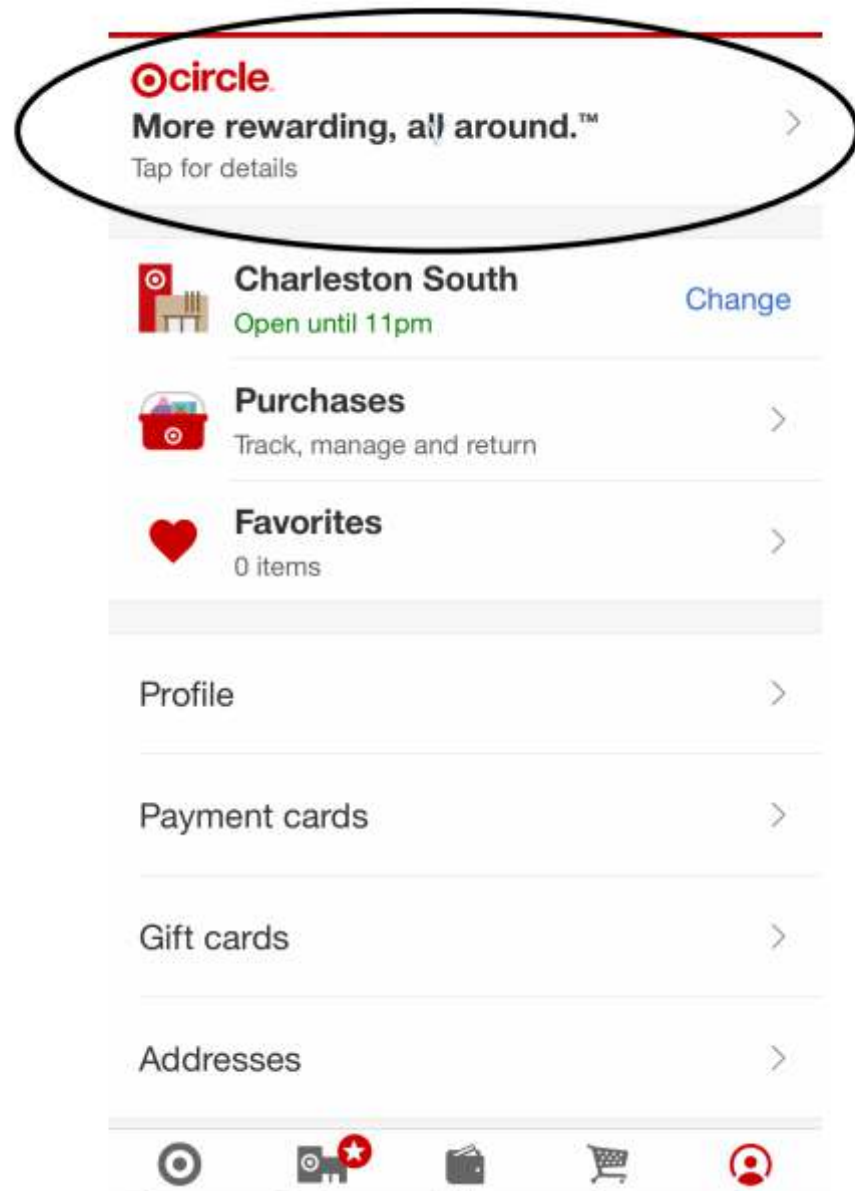 circle
More rewarding, all around.™
Tap for details
Charleston South
Open until 11pm
Change
Purchases
Track, manage and return
Favorites
0 items
Profile
Payment cards
Gift cards
Addresses